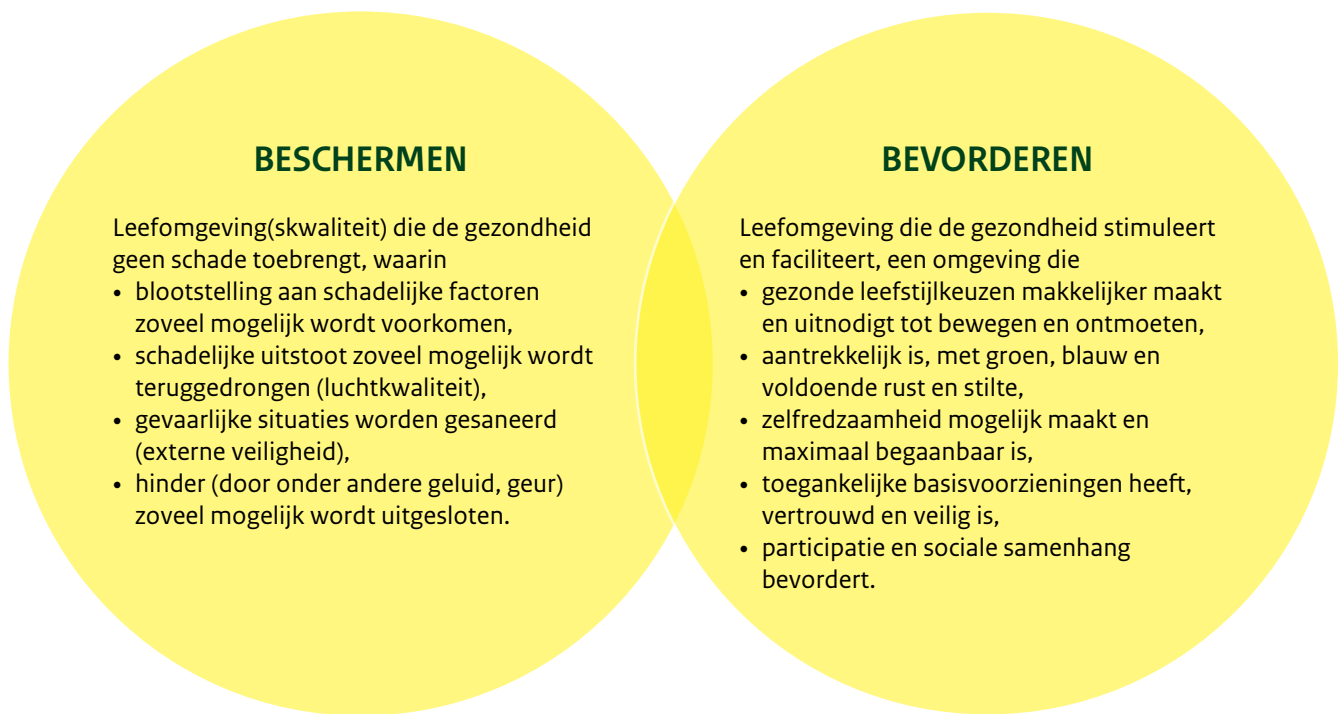 BESCHERMEN
Leefomgeving(skwaliteit) die de gezondheid
geen schade toebrengt, waarin
• blootstelling aan schadelijke factoren
zoveel mogelijk wordt voorkomen,
• schadelijke uitstoot zoveel mogelijk wordt
teruggedrongen (luchtkwaliteit),
• gevaarlijke situaties worden gesaneerd
(externe veiligheid),
• hinder (door onder andere geluid, geur)
zoveel mogelijk wordt uitgesloten.
BEVORDEREN
Leefomgeving die de gezondheid stimuleert
en faciliteert, een omgeving die
• gezonde leefstijlkeuzen makkelijker maakt
en uitnodigt tot bewegen en ontmoeten,
• aantrekkelijk is, met groen, blauw en
voldoende rust en stilte,
• zelfredzaamheid mogelijk maakt en
maximaal begaanbaar is,
• toegankelijke basisvoorzieningen heeft,
vertrouwd en veilig is,
• participatie en sociale samenhang
bevordert.